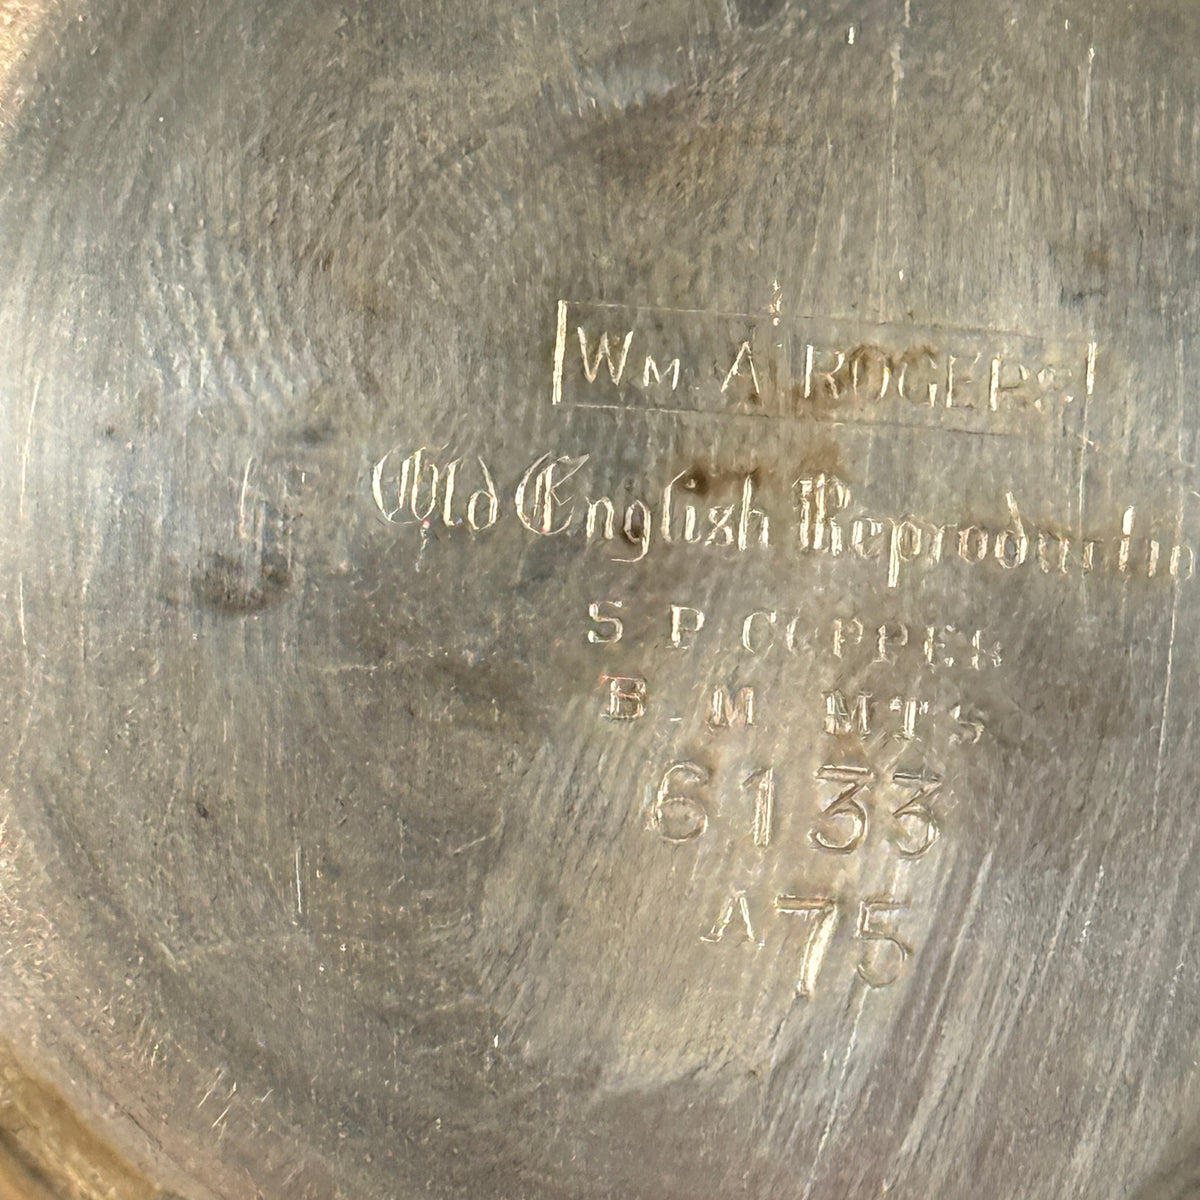 WM. A ROGERS
Old English Reproductio
S. P. COPPER
B. M MTS
6133
A75